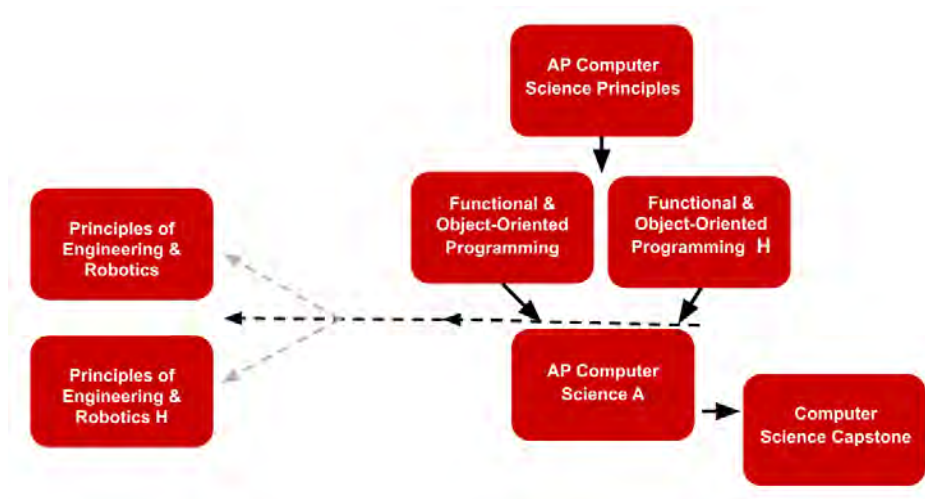 AP Computer
Science Principles
Functional &
Object-Oriented
Programming
Functional &
Object-Oriented
Programming H
Principles of
Engineering &
Robotics
Principles of
Engineering &
Robotics H
AP Computer
Science A
Computer
Science Capstone